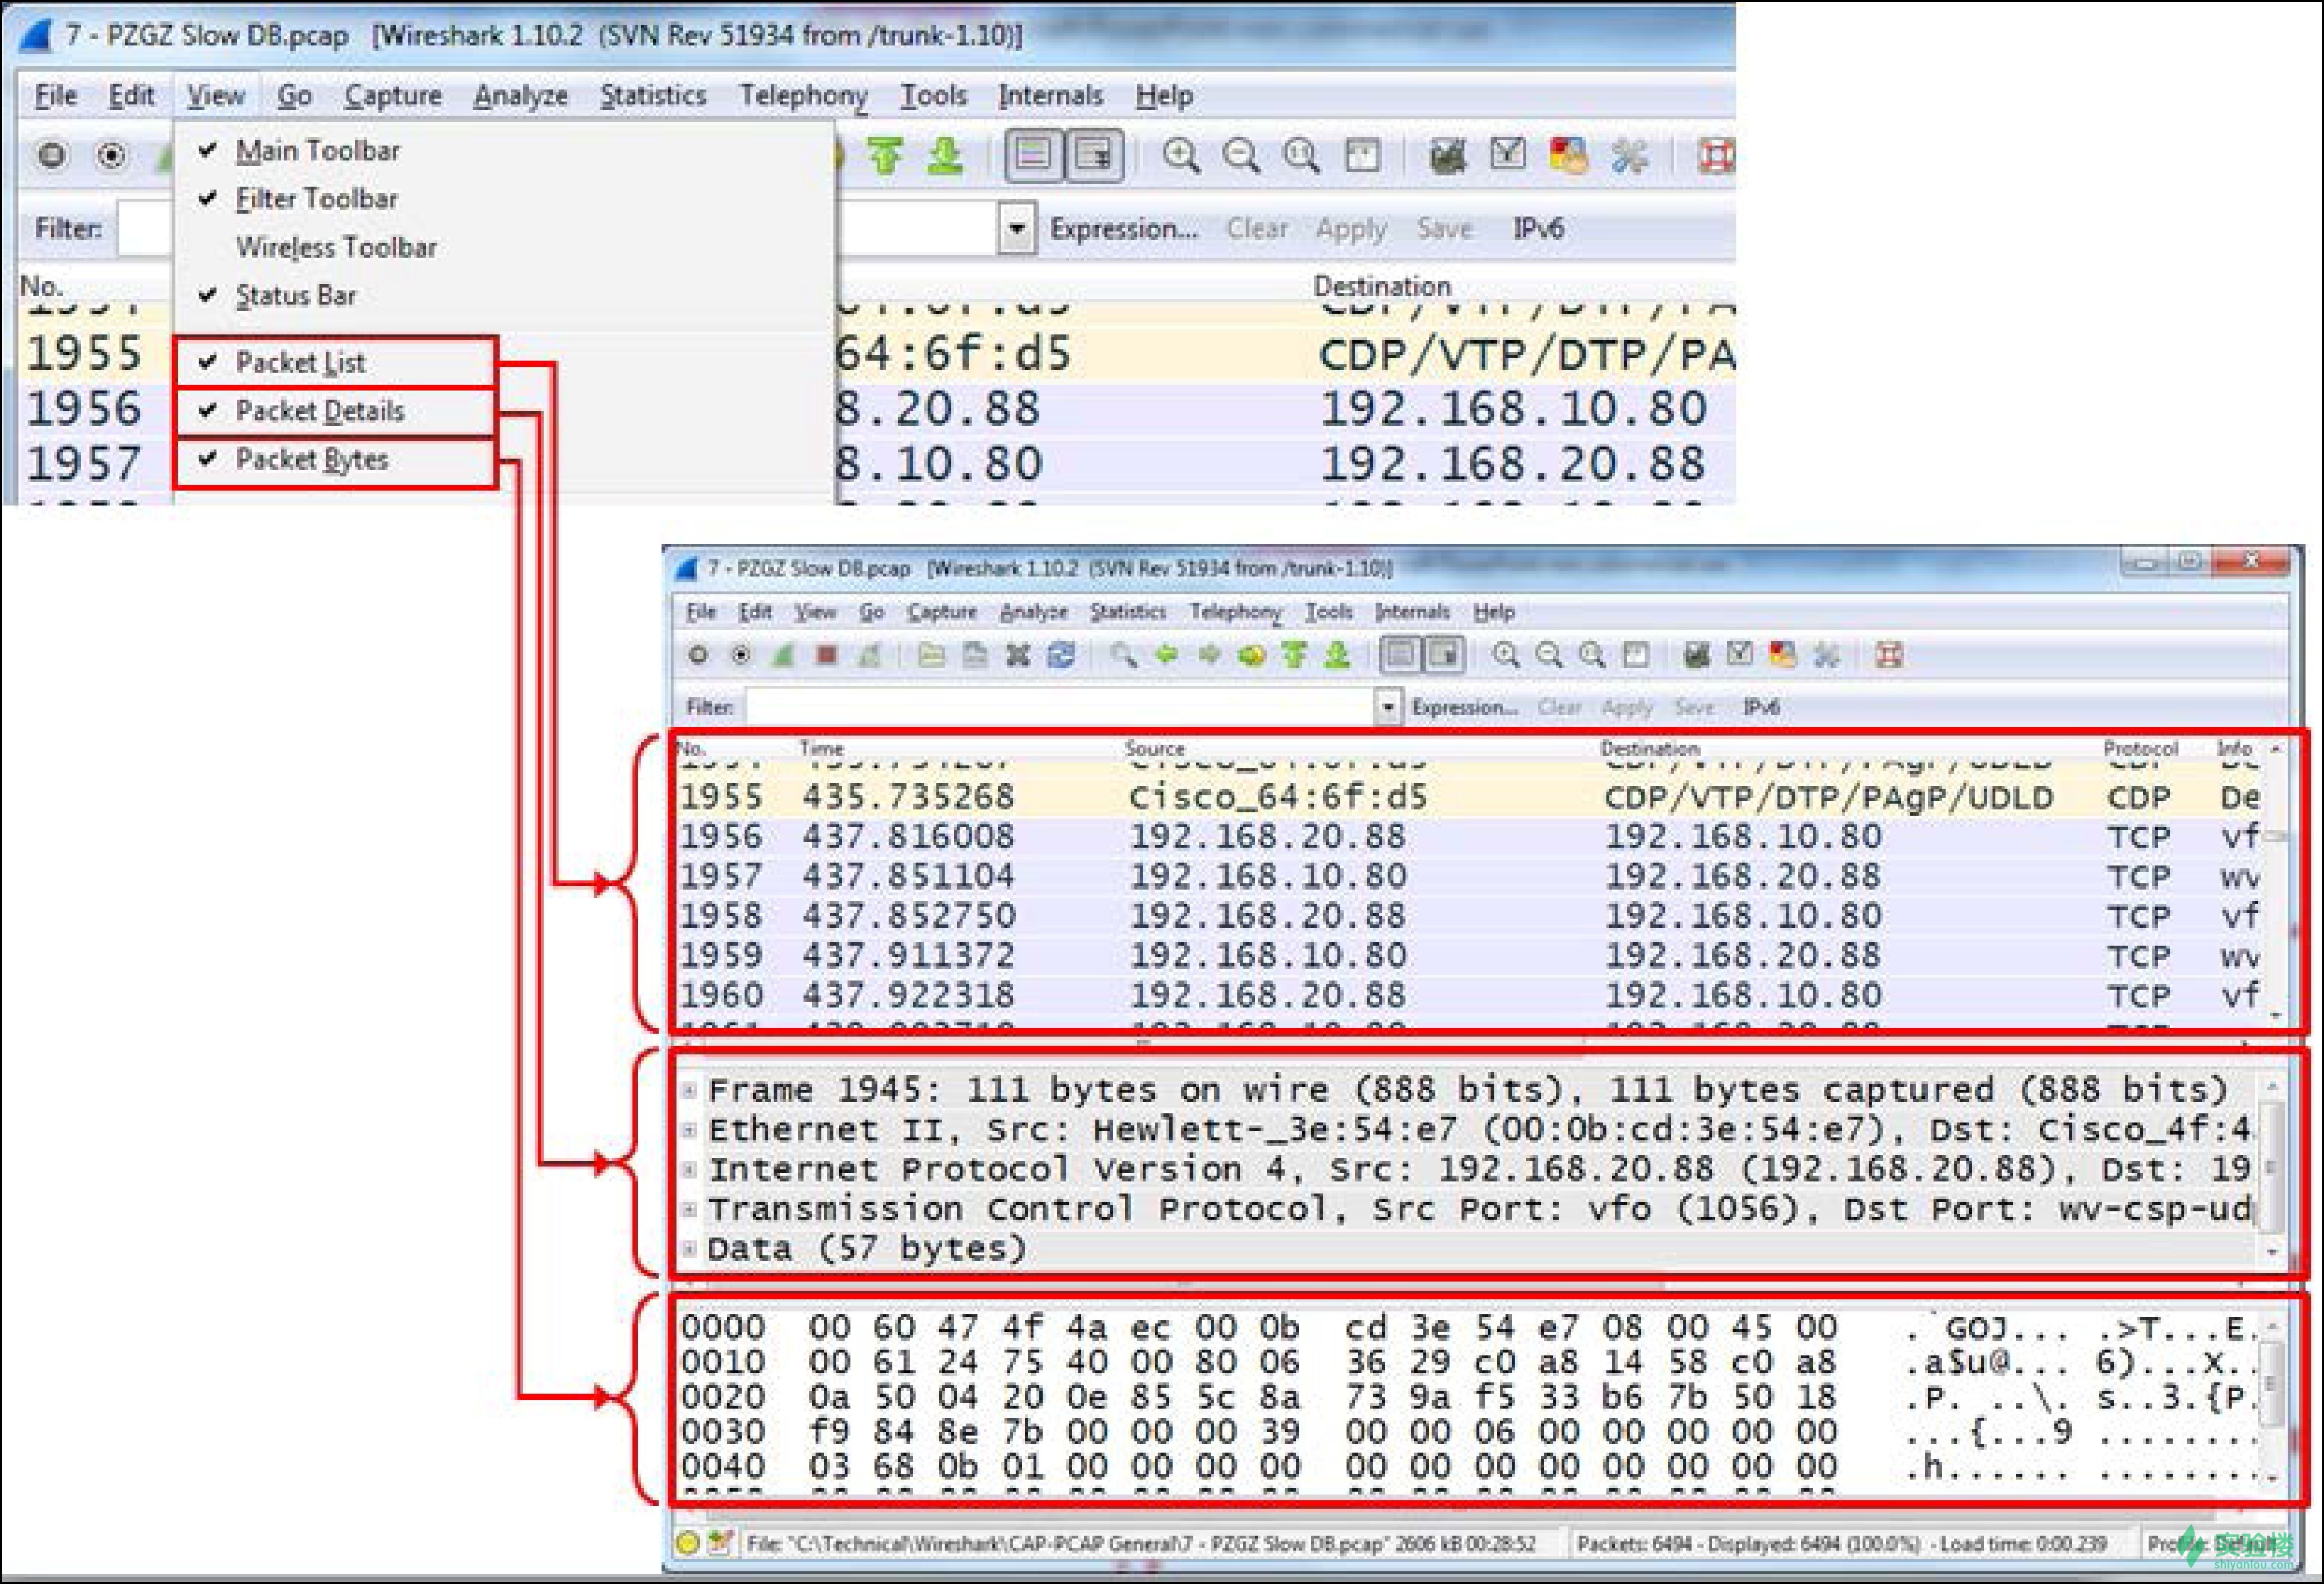 7 - PZGZ Slow DB.pcap [Wireshark 1.10.2 (SVN Rev 51934 from /trunk-1.10)]
File Edit View Go Capture Analyze Statistics Telephony Tools Internals Help
Main Toolbar
Filter Toolbar
Wireless Toolbar
Status Bar
Packet List
Packet Details
Packet Bytes
Filter: Expression... Clear Apply Save IPv6
No. Destination
1955 64:6f:d5 CDP/VTP/DTP/PA
1956 8.20.88 192.168.10.80
1957 8.10.80 192.168.20.88
7 - PZGZ Slow DB.pcap [Wireshark 1.10.2 (SVN Rev 51934 from /trunk-1.10)]
File Edit View Go Capture Analyze Statistics Telephony Tools Internals Help
Filter: Expression... Clear Apply Save IPv6
No. Time Source Destination Protocol Info
1955 435.735268 Cisco_64:6f:d5 CDP/VTP/DTP/PAgP/UDLD CDP De
1956 437.816008 192.168.20.88 192.168.10.80 TCP vf
1957 437.851104 192.168.10.80 192.168.20.88 TCP wv
1958 437.852750 192.168.20.88 192.168.10.80 TCP vf
1959 437.911372 192.168.10.80 192.168.20.88 TCP wv
1960 437.922318 192.168.20.88 192.168.10.80 TCP vf
Frame 1945: 111 bytes on wire (888 bits), 111 bytes captured (888 bits)
Ethernet II, Src: Hewlett-_3e:54:e7 (00:0b:cd:3e:54:e7), Dst: Cisco_4f:4
Internet Protocol Version 4, Src: 192.168.20.88 (192.168.20.88), Dst: 19
Transmission Control Protocol, Src Port: vfo (1056), Dst Port: wv-csp-ud
Data (57 bytes)
0000 00 60 47 4f 4a ec 00 0b cd 3e 54 e7 08 00 45 00 .`GOJ... .>T...E.
0010 00 61 24 75 40 00 80 06 36 29 c0 a8 14 58 c0 a8 .a$u@... 6)...X..
0020 0a 50 04 20 0e 85 5c 8a 73 9a f5 33 b6 7b 50 18 .P. ..\. s..3.{P.
0030 f9 84 8e 7b 00 00 00 39 00 00 06 00 00 00 00 00 ...{...9 ........
0040 03 68 0b 01 00 00 00 00 00 00 00 00 00 00 00 00 .h...... ........
File: "C:\Technical\Wireshark\CAP-PCAP General\7 - PZGZ Slow DB.pcap" 2606 kB 00:28:52 Packets: 6494 - Displayed: 6494 (100.0%) - Load time: 0:00.239
实验楼
shiyanlou.com